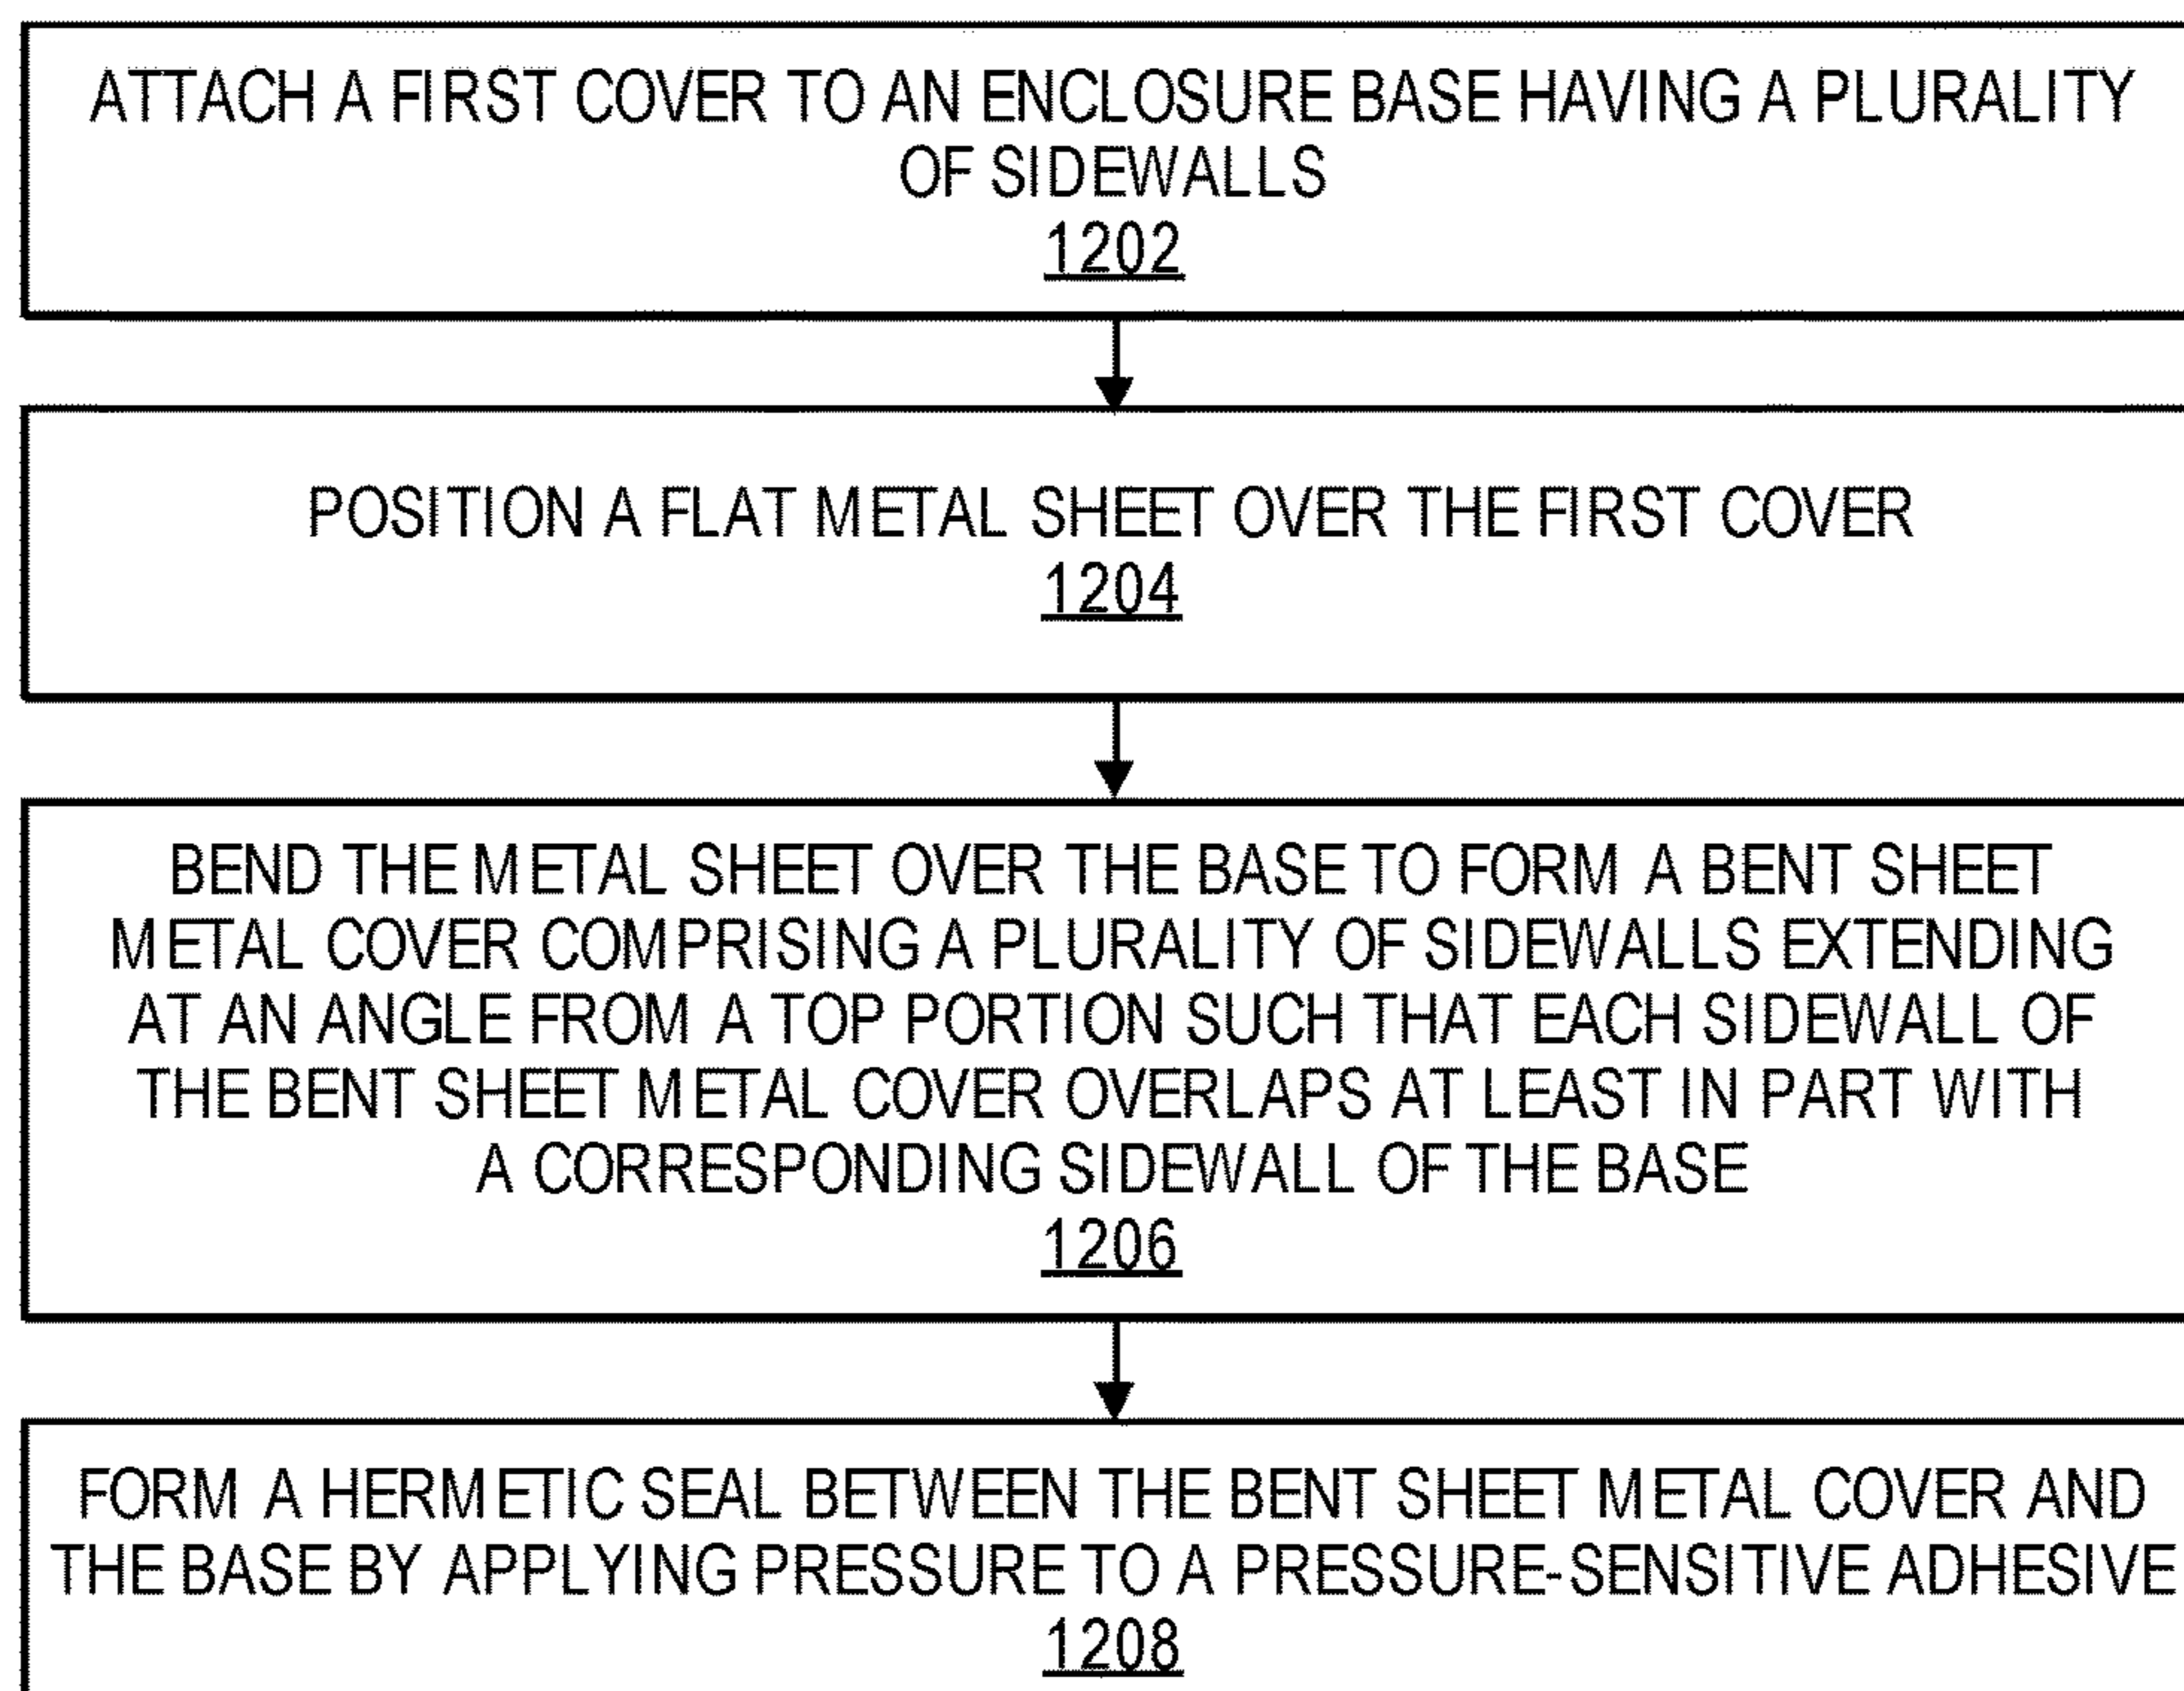 ATTACH A FIRST COVER TO AN ENCLOSURE BASE HAVING A PLURALITY
OF SIDEWALLS
1202
POSITION A FLAT METAL SHEET OVER THE FIRST COVER
1204
BEND THE METAL SHEET OVER THE BASE TO FORM A BENT SHEET
METAL COVER COMPRISING A PLURALITY OF SIDEWALLS EXTENDING
AT AN ANGLE FROM A TOP PORTION SUCH THAT EACH SIDEWALL OF
THE BENT SHEET METAL COVER OVERLAPS AT LEAST IN PART WITH
A CORRESPONDING SIDEWALL OF THE BASE
1206
FORM A HERMETIC SEAL BETWEEN THE BENT SHEET METAL COVER AND
THE BASE BY APPLYING PRESSURE TO A PRESSURE-SENSITIVE ADHESIVE
1208